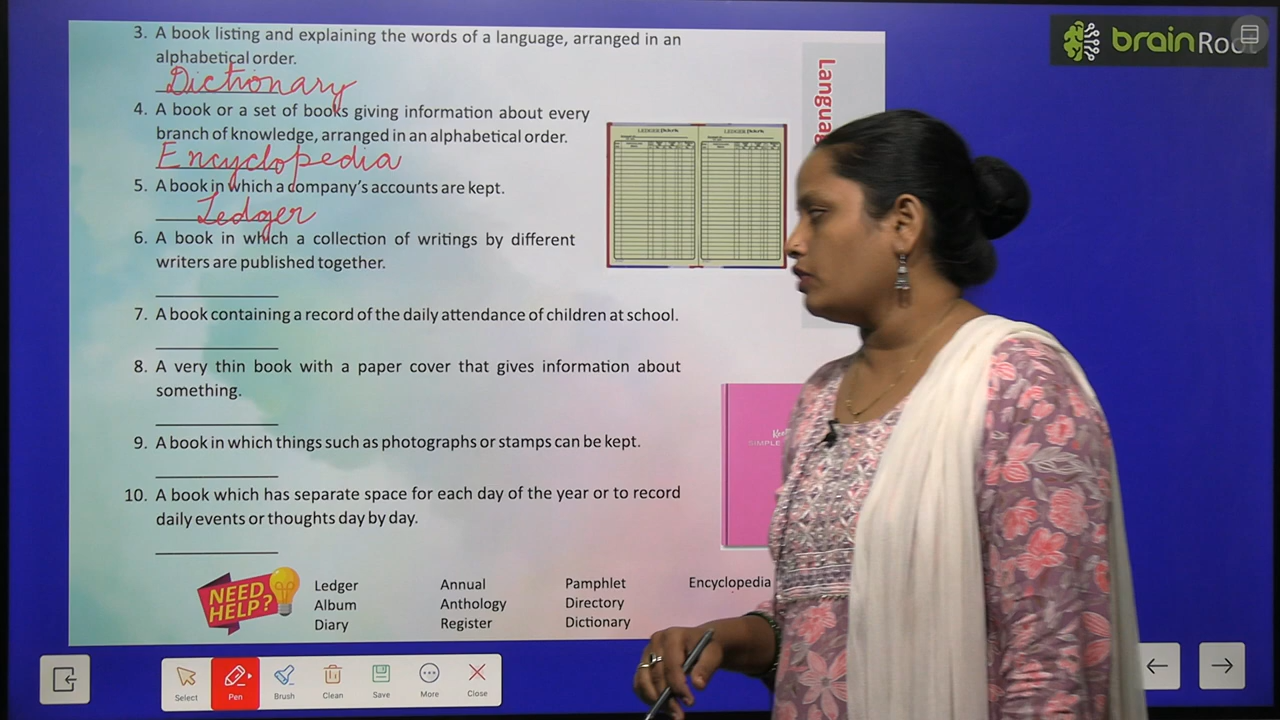 3. A book listing and explaining the words of a language, arranged in an
alphabetical order.
Dictionary
4. A book or a set of books giving information about every
branch of knowledge, arranged in an alphabetical order.
Encyclopedia
5. A book in which a company's accounts are kept.
Ledger
6. A book in which a collection of writings by different
writers are published together.
7. A book containing a record of the daily attendance of children at school.
8. A very thin book with a paper cover that gives information about
something.
9. A book in which things such as photographs or stamps can be kept.
10. A book which has separate space for each day of the year or to record
daily events or thoughts day by day.
NEED
HELP?
Ledger Annual Pamphlet Encyclopedia
Album Anthology Directory
Diary Register Dictionary
LEDGER
LEDGER
SIMPLE
brain
Select Pen Brush Clean Save More Close